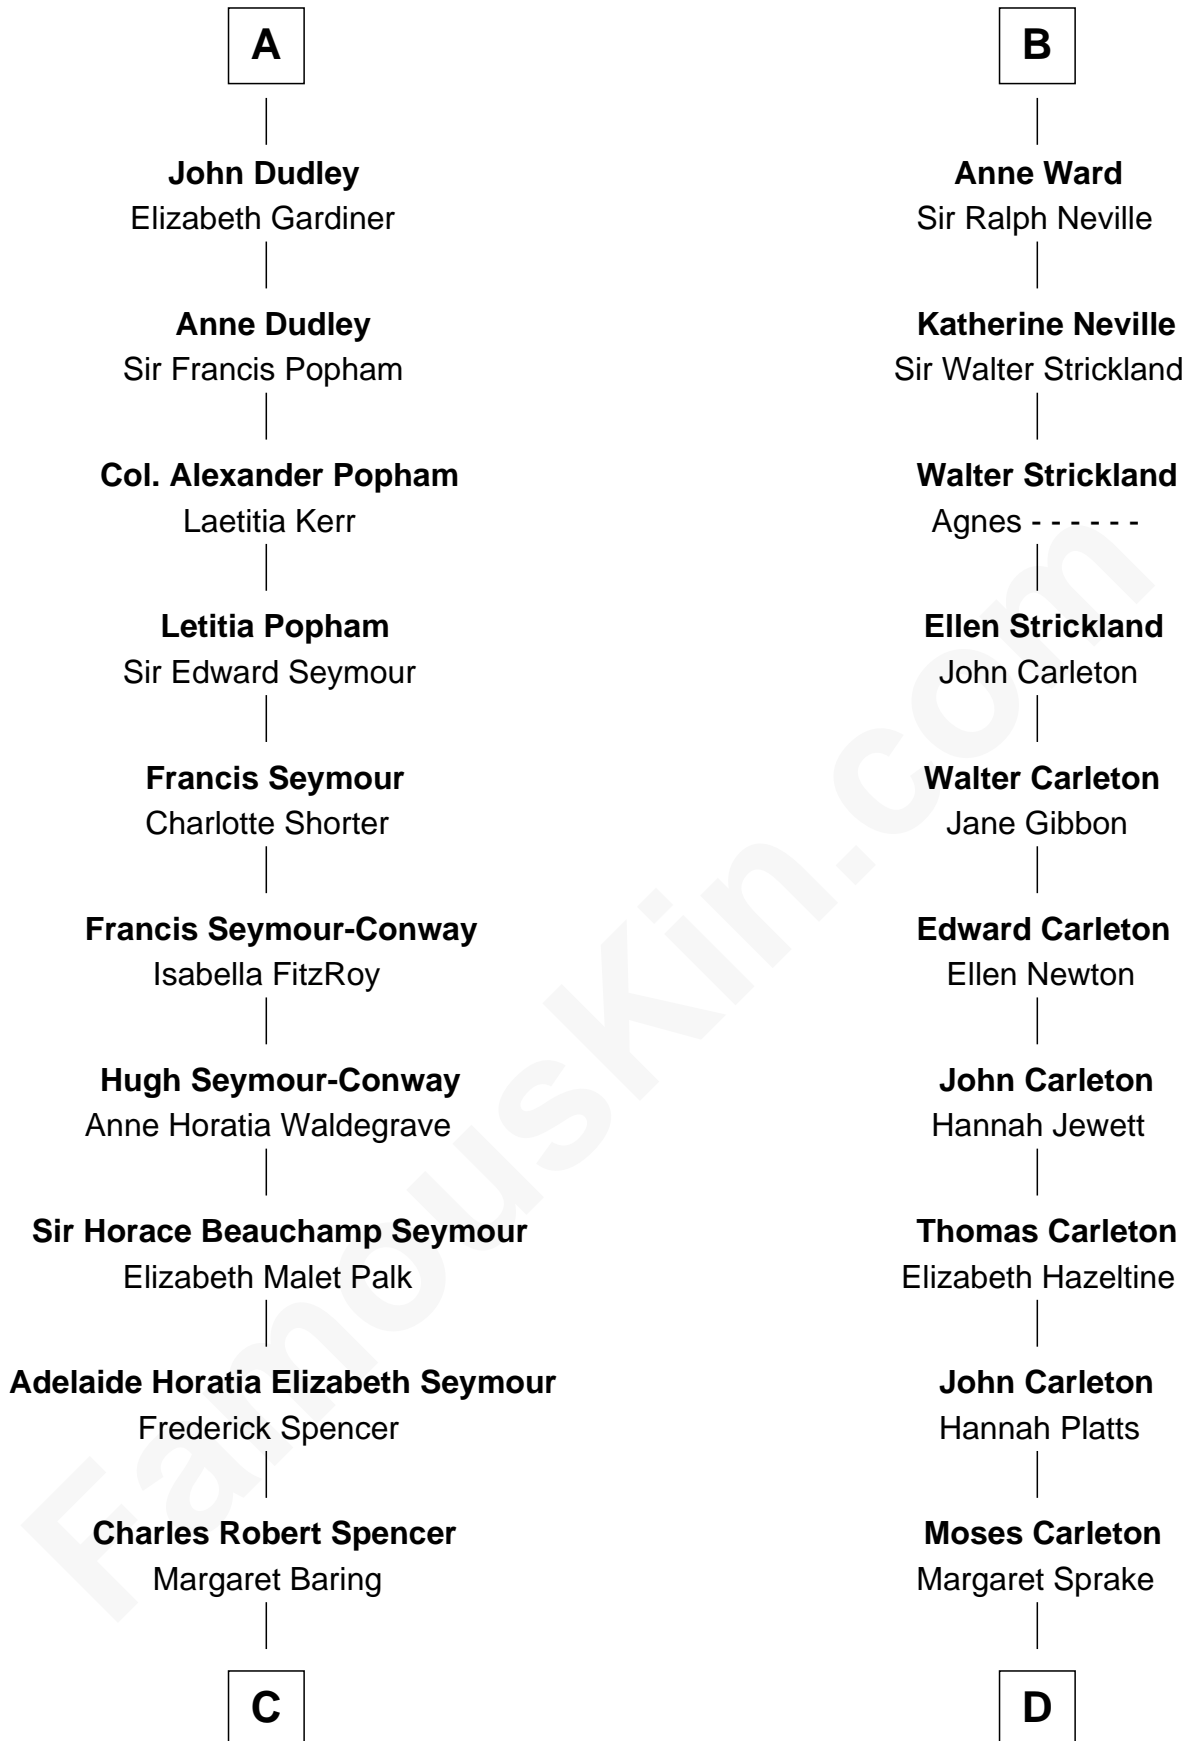 A
John Dudley
Elizabeth Gardiner
Anne Dudley
Sir Francis Popham
Col. Alexander Popham
Laetitia Kerr
Letitia Popham
Sir Edward Seymour
Francis Seymour
Charlotte Shorter
Francis Seymour-Conway
Isabella FitzRoy
Hugh Seymour-Conway
Anne Horatia Waldegrave
Sir Horace Beauchamp Seymour
Elizabeth Malet Palk
Adelaide Horatia Elizabeth Seymour
Frederick Spencer
Charles Robert Spencer
Margaret Baring
C
B
Anne Ward
Sir Ralph Neville
Katherine Neville
Sir Walter Strickland
Walter Strickland
Agnes - - - - - -
Ellen Strickland
John Carleton
Walter Carleton
Jane Gibbon
Edward Carleton
Ellen Newton
John Carleton
Hannah Jewett
Thomas Carleton
Elizabeth Hazeltine
John Carleton
Hannah Platts
Moses Carleton
Margaret Sprake
D
FamousKin.com